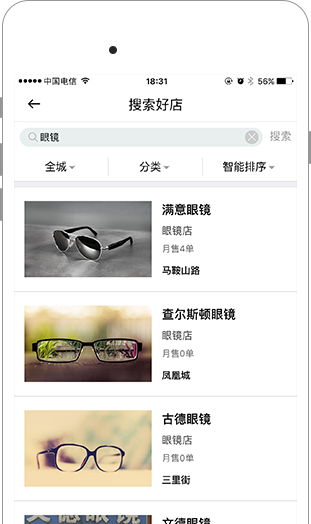 中国电信 18:31 56%
搜索好店
眼镜 搜索
全城 分类 智能排序
满意眼镜
眼镜店
月售4单
马鞍山路
查尔斯顿眼镜
眼镜店
月售0单
凤凰城
古德眼镜
眼镜店
月售0单
三里街
文德眼镜